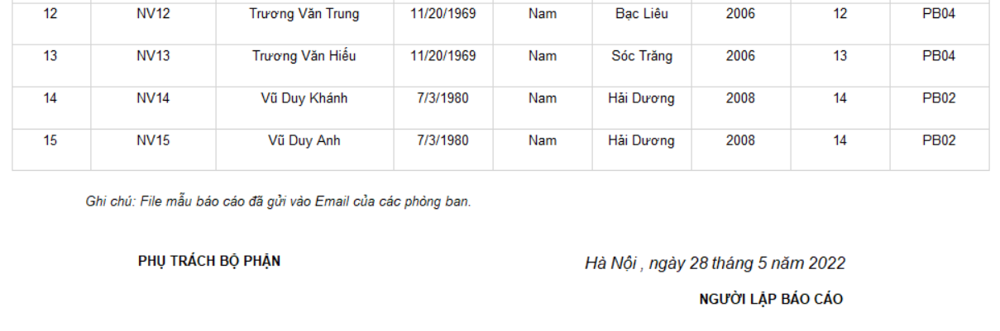 12 NV12 Trương Văn Trung 11/20/1969 Nam Bạc Liêu 2006 12 PB04
13 NV13 Trương Văn Hiếu 11/20/1969 Nam Sóc Trăng 2006 13 PB04
14 NV14 Vũ Duy Khánh 7/3/1980 Nam Hải Dương 2008 14 PB02
15 NV15 Vũ Duy Anh 7/3/1980 Nam Hải Dương 2008 14 PB02
Ghi chú: File mẫu báo cáo đã gửi vào Email của các phòng ban.
PHỤ TRÁCH BỘ PHẬN
Hà Nội , ngày 28 tháng 5 năm 2022
NGƯỜI LẬP BÁO CÁO